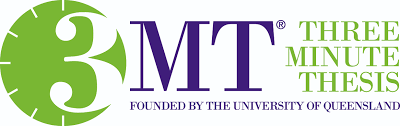 3MT® THREE
MINUTE
THESIS
FOUNDED BY THE UNIVERSITY OF QUEENSLAND